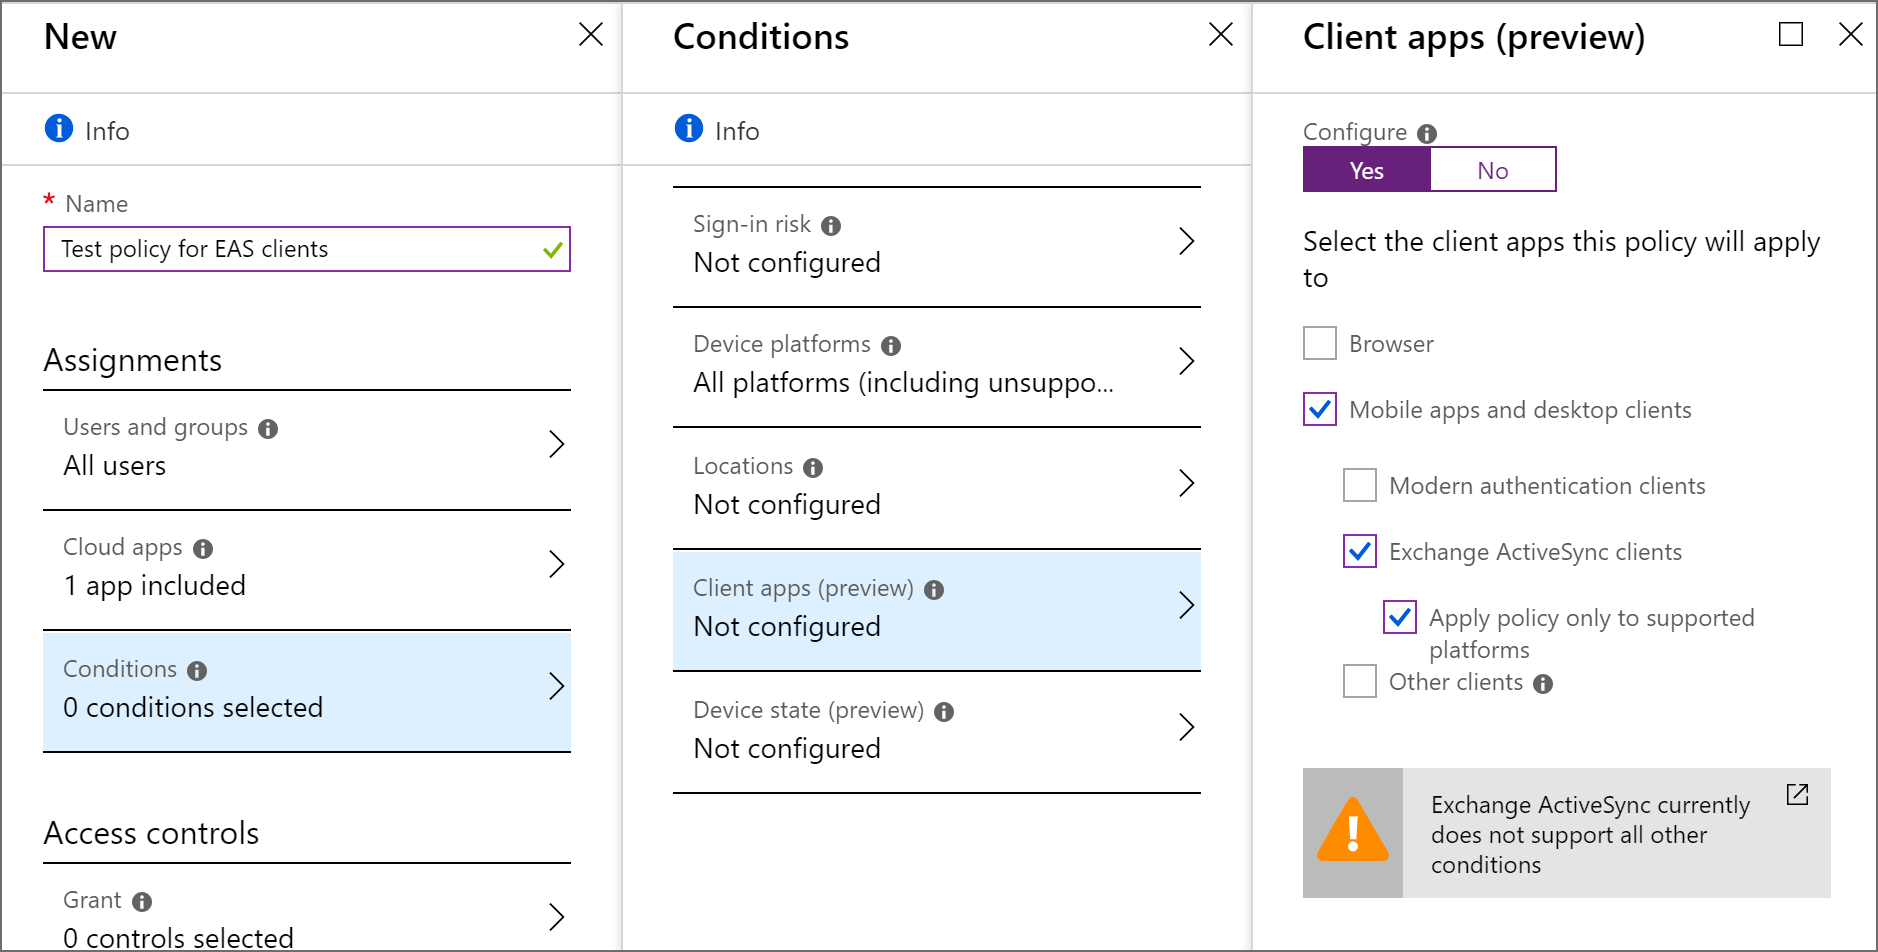 New
Info
* Name
Test policy for EAS clients
Assignments
Users and groups
All users
Cloud apps
1 app included
Conditions
0 conditions selected
Access controls
Grant
0 controls selected
Conditions
Info
Sign-in risk
Not configured
Device platforms
All platforms (including unsuppo...
Locations
Not configured
Client apps (preview)
Not configured
Device state (preview)
Not configured
Client apps (preview)
Configure
Yes No
Select the client apps this policy will apply
to
Browser
Mobile apps and desktop clients
Modern authentication clients
Exchange ActiveSync clients
Apply policy only to supported
platforms
Other clients
Exchange ActiveSync currently
does not support all other
conditions